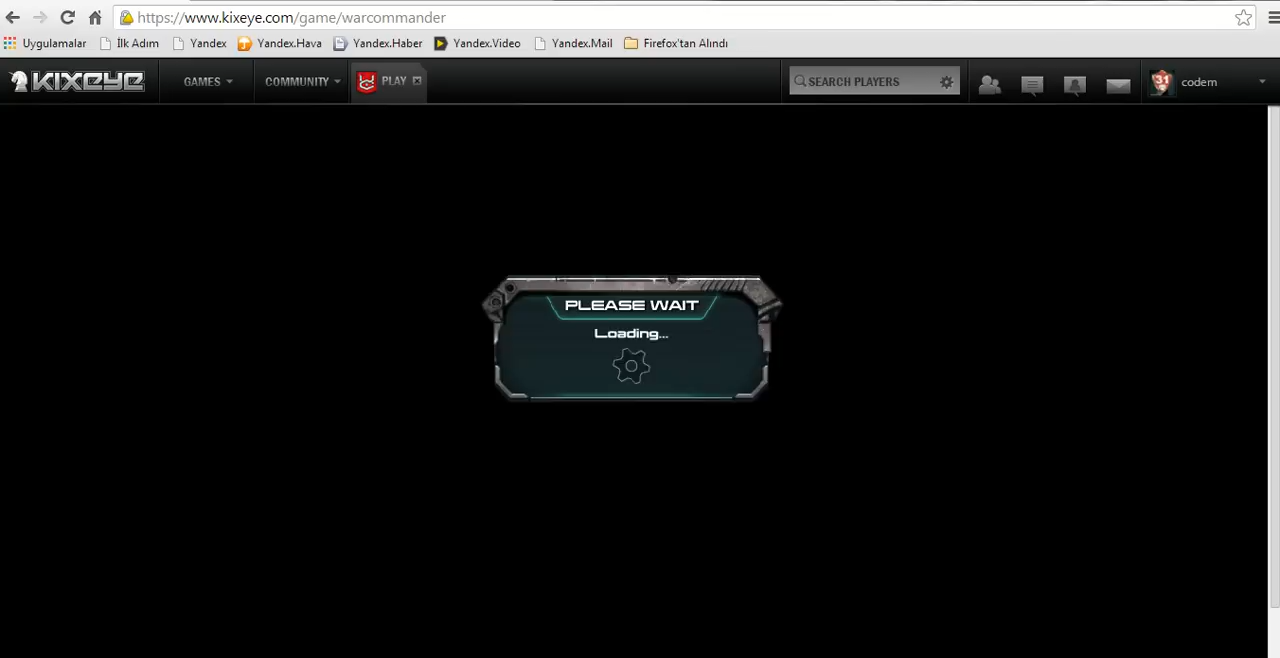 https://www.kixeye.com/game/warcommander
Uygulamalar İlk Adım Yandex Yandex.Hava Yandex.Haber Yandex.Video Yandex.Mail Firefox'tan Alındı
KIXEYE GAMES COMMUNITY PLAY SEARCH PLAYERS 31 codem
PLEASE WAIT
Loading...